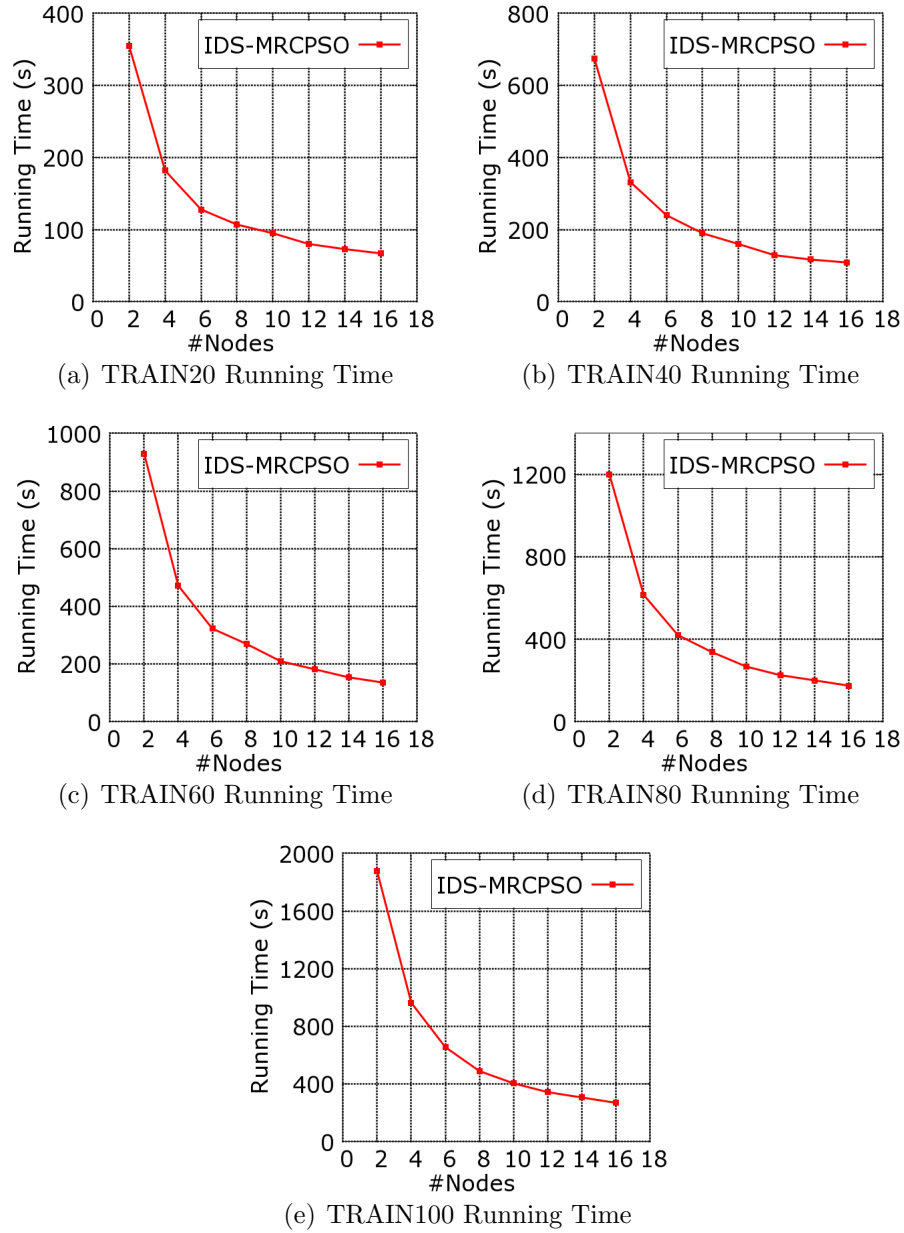 400
300
200
100
0
Running Time (s)
IDS-MRCPSO
0 2 4 6 8 10 12 14 16 18
#Nodes
(a) TRAIN20 Running Time
800
600
400
200
0
Running Time (s)
IDS-MRCPSO
0 2 4 6 8 10 12 14 16 18
#Nodes
(b) TRAIN40 Running Time
1000
800
600
400
200
0
Running Time (s)
IDS-MRCPSO
0 2 4 6 8 10 12 14 16 18
#Nodes
(c) TRAIN60 Running Time
1200
800
400
0
Running Time (s)
IDS-MRCPSO
0 2 4 6 8 10 12 14 16 18
#Nodes
(d) TRAIN80 Running Time
2000
1600
1200
800
400
0
Running Time (s)
IDS-MRCPSO
0 2 4 6 8 10 12 14 16 18
#Nodes
(e) TRAIN100 Running Time